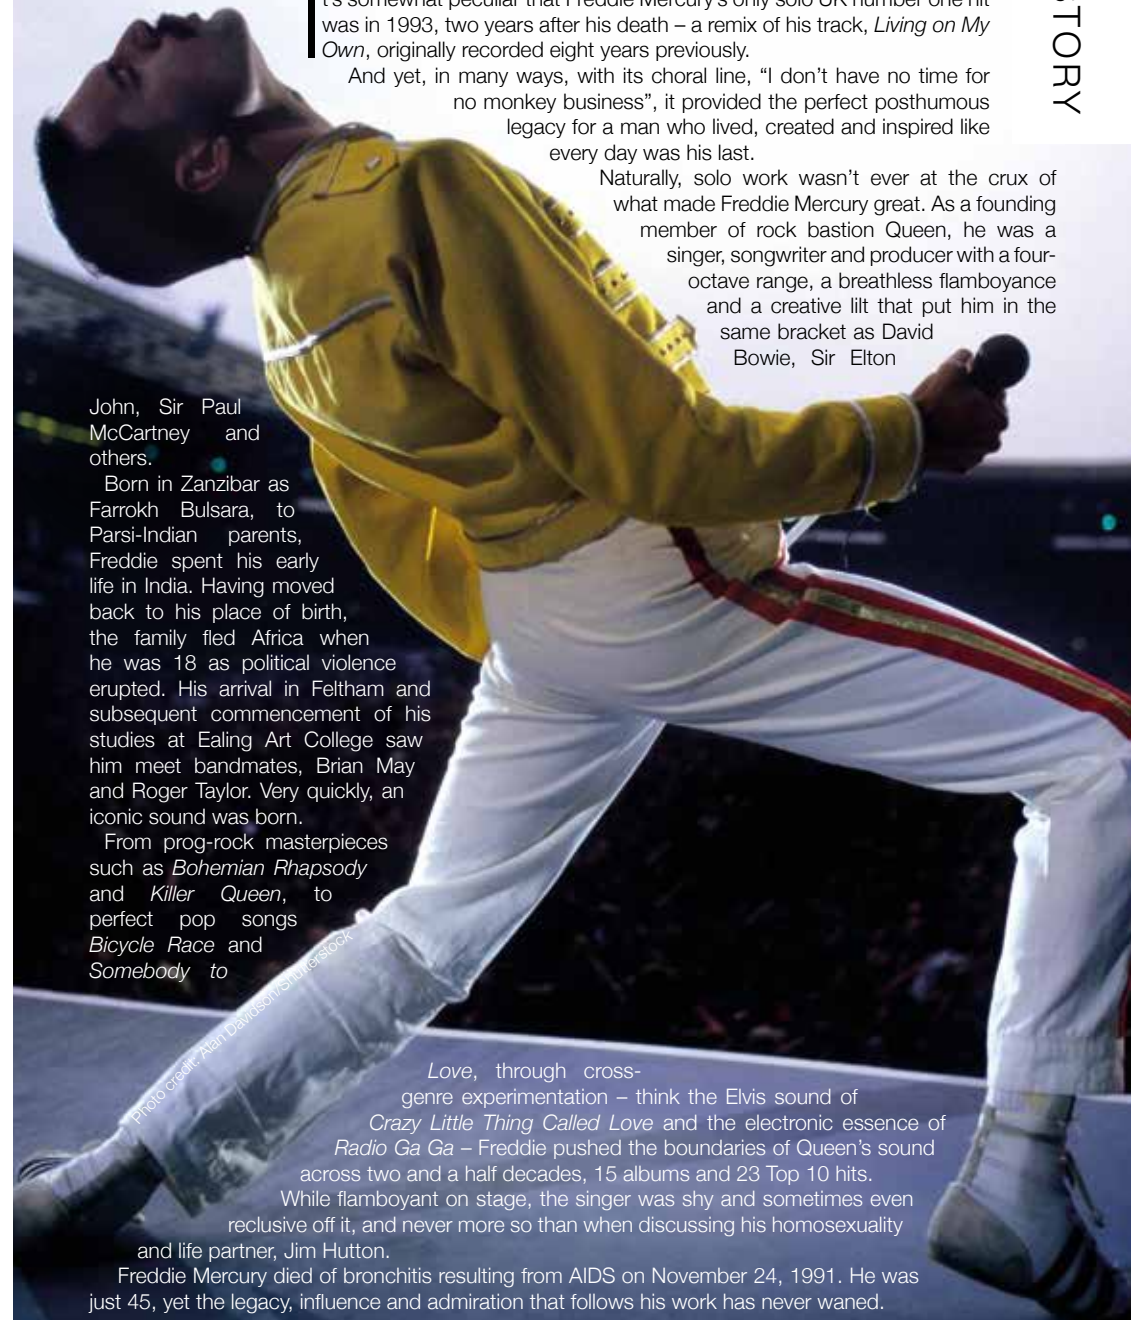 t's somewhat peculiar that Freddie Mercury's only solo UK number one hit
was in 1993, two years after his death – a remix of his track, Living on My
Own, originally recorded eight years previously.
And yet, in many ways, with its choral line, “I don't have no time for
no monkey business”, it provided the perfect posthumous
legacy for a man who lived, created and inspired like
every day was his last.
Naturally, solo work wasn't ever at the crux of
what made Freddie Mercury great. As a founding
member of rock bastion Queen, he was a
singer, songwriter and producer with a four-
octave range, a breathless flamboyance
and a creative lilt that put him in the
same bracket as David
Bowie, Sir Elton
John, Sir Paul
McCartney and
others.
Born in Zanzibar as
Farrokh Bulsara, to
Parsi-Indian parents,
Freddie spent his early
life in India. Having moved
back to his place of birth,
the family fled Africa when
he was 18 as political violence
erupted. His arrival in Feltham and
subsequent commencement of his
studies at Ealing Art College saw
him meet bandmates, Brian May
and Roger Taylor. Very quickly, an
iconic sound was born.
From prog-rock masterpieces
such as Bohemian Rhapsody
and Killer Queen, to
perfect pop songs
Bicycle Race and
Somebody to
Love, through cross-
genre experimentation – think the Elvis sound of
Crazy Little Thing Called Love and the electronic essence of
Radio Ga Ga – Freddie pushed the boundaries of Queen's sound
across two and a half decades, 15 albums and 23 Top 10 hits.
While flamboyant on stage, the singer was shy and sometimes even
reclusive off it, and never more so than when discussing his homosexuality
and life partner, Jim Hutton.
Freddie Mercury died of bronchitis resulting from AIDS on November 24, 1991. He was
just 45, yet the legacy, influence and admiration that follows his work has never waned.
Photo credit: Alan Davidson/Shutterstock
STORY